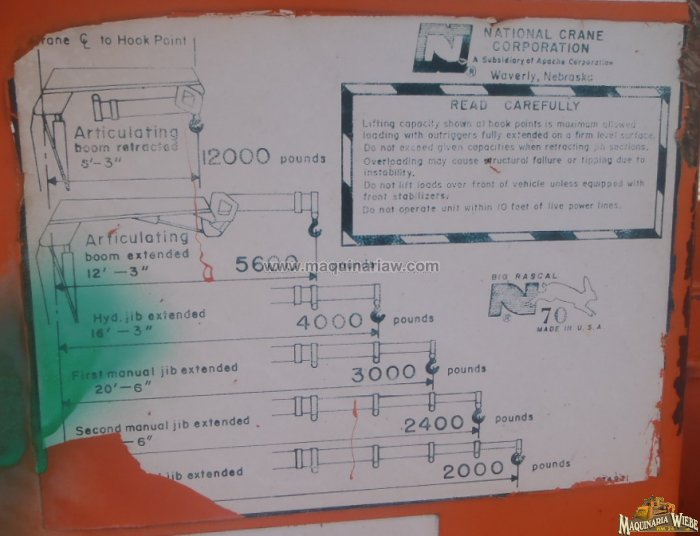 rane ℄ to Hook Point
NATIONAL CRANE
CORPORATION
A Subsidiary of Apache Corporation
Waverly, Nebraska
N
®
READ CAREFULLY
Lifting capacity shown at hook points is maximum allowed
loading with outriggers fully extended on a firm level surface.
Do not exceed given capacities when retracting jib sections.
Overloading may cause structural failure or tipping due to
instability.
Do not lift loads over front of vehicle unless equipped with
front stabilizers.
Do not operate unit within 10 feet of live power lines.
Articulating
boom retracted
5'-3"
12000 pounds
Articulating
boom extended
12'-3"
5600
www.maquinariaw.com
BIG RASCAL
N 70
®
MADE IN U.S.A
Hyd. jib extended
16'-3"
4000 pounds
First manual jib extended
20'-6"
3000 pounds
Second manual jib extended
-6"
2400 pounds
jib extended
2000 pounds
MAQUINARIA WIEBE